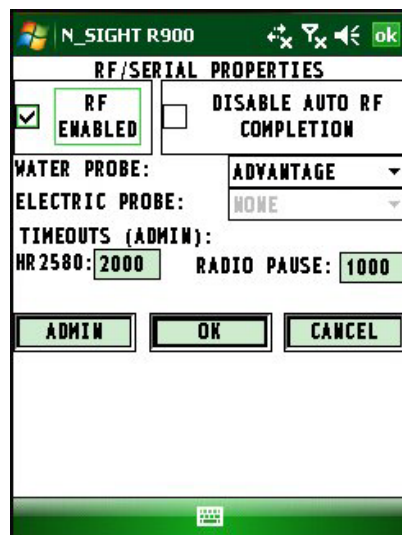 N_SIGHT R900 ok
RF/SERIAL PROPERTIES
RF ENABLED
DISABLE AUTO RF COMPLETION
WATER PROBE: ADVANTAGE
ELECTRIC PROBE: NONE
TIMEOUTS (ADMIN):
HR2580: 2000 RADIO PAUSE: 1000
ADMIN OK CANCEL